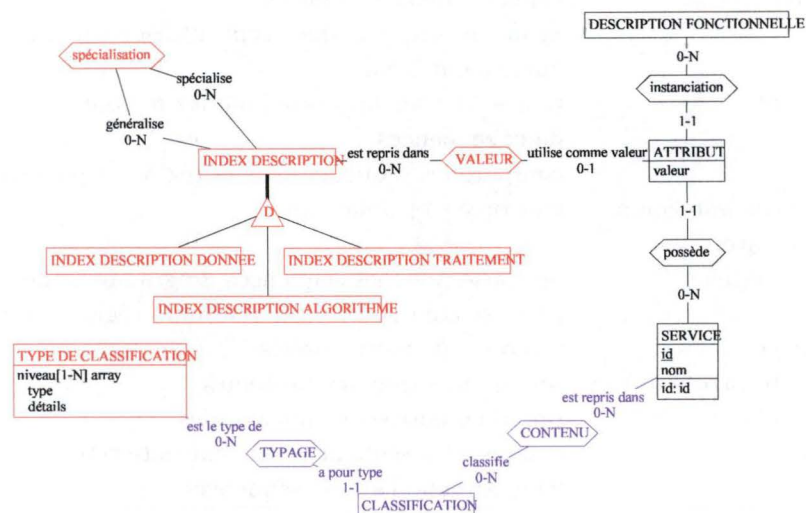 DESCRIPTION FONCTIONNELLE
spécialisation
0-N
spécialise
0-N
instanciation
généralise
0-N
1-1
INDEX DESCRIPTION
est repris dans
0-N
VALEUR
utilise comme valeur
0-1
ATTRIBUT
valeur
D
1-1
INDEX DESCRIPTION DONNEE
INDEX DESCRIPTION TRAITEMENT
possède
INDEX DESCRIPTION ALGORITHME
0-N
TYPE DE CLASSIFICATION
niveau[1-N] array
type
détails
SERVICE
id
nom
id: id
est repris dans
0-N
est le type de
0-N
CONTENU
TYPAGE
classifie
0-N
a pour type
1-1
CLASSIFICATION